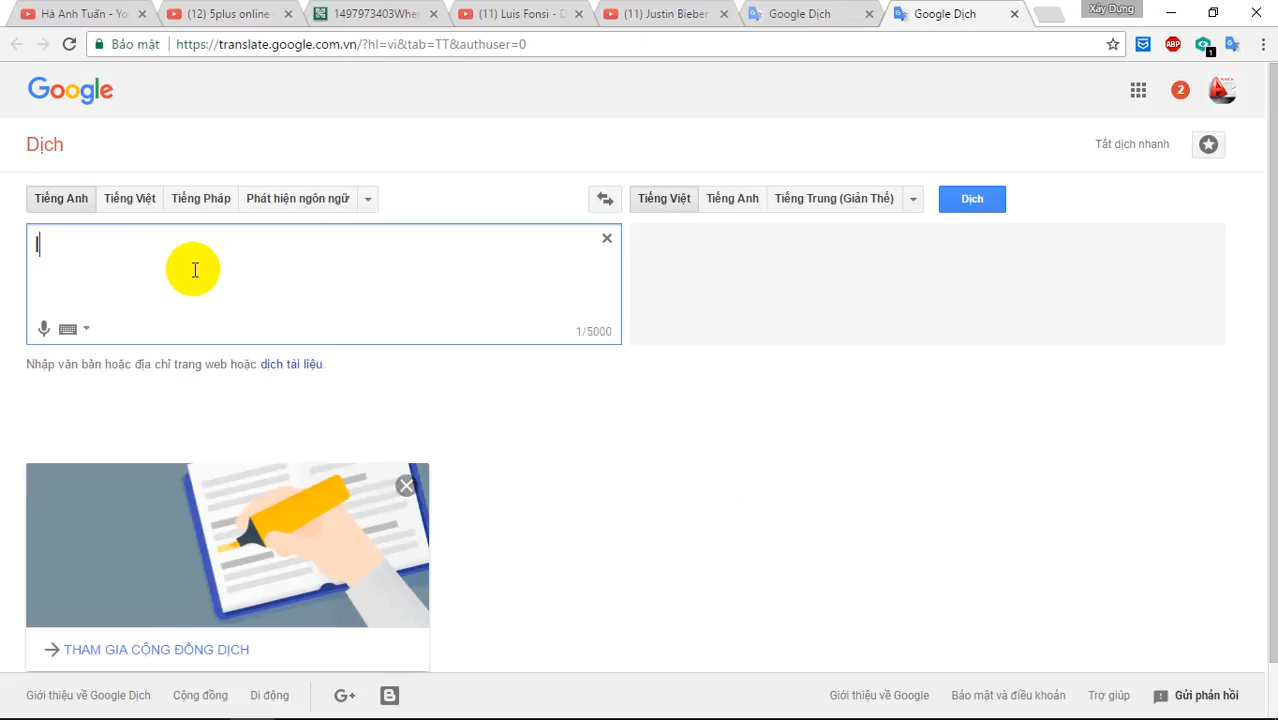 Hà Anh Tuấn - Yo
5plus online -
1497973403Wher
(11) Luis Fonsi - D
(11) Justin Bieber
Google Dịch
Google Dịch
Xây Dựng
Bảo mật
https://translate.google.com.vn/?hl=vi&tab=TT&authuser=0
ABP
1
Google
2
Dịch
Tắt dịch nhanh
Tiếng Anh
Tiếng Việt
Tiếng Pháp
Phát hiện ngôn ngữ
Tiếng Việt
Tiếng Anh
Tiếng Trung (Giản Thể)
Dịch
I
1/5000
Nhập văn bản hoặc địa chỉ trang web hoặc dịch tài liệu.
THAM GIA CỘNG ĐỒNG DỊCH
Giới thiệu về Google Dịch
Cộng đồng
Di động
G+
Giới thiệu về Google
Bảo mật và điều khoản
Trợ giúp
Gửi phản hồi